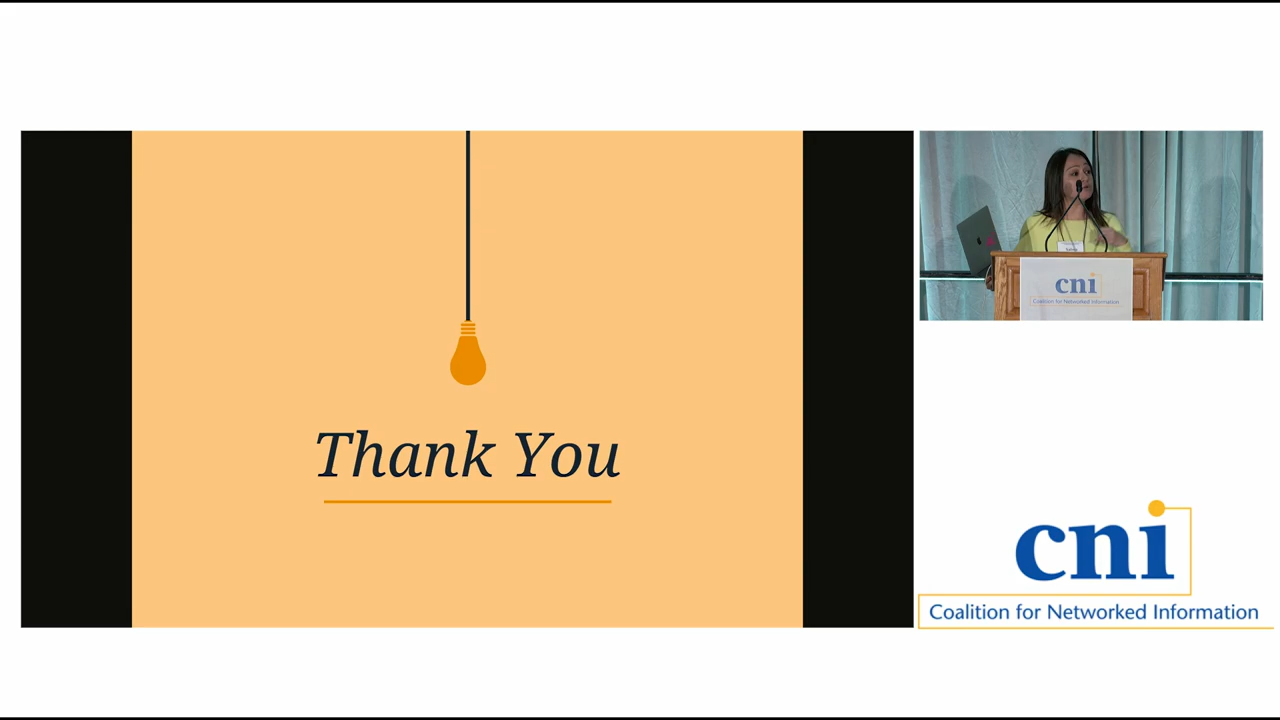 Thank You
cni
Coalition for Networked Information
cni
Coalition for Networked Information